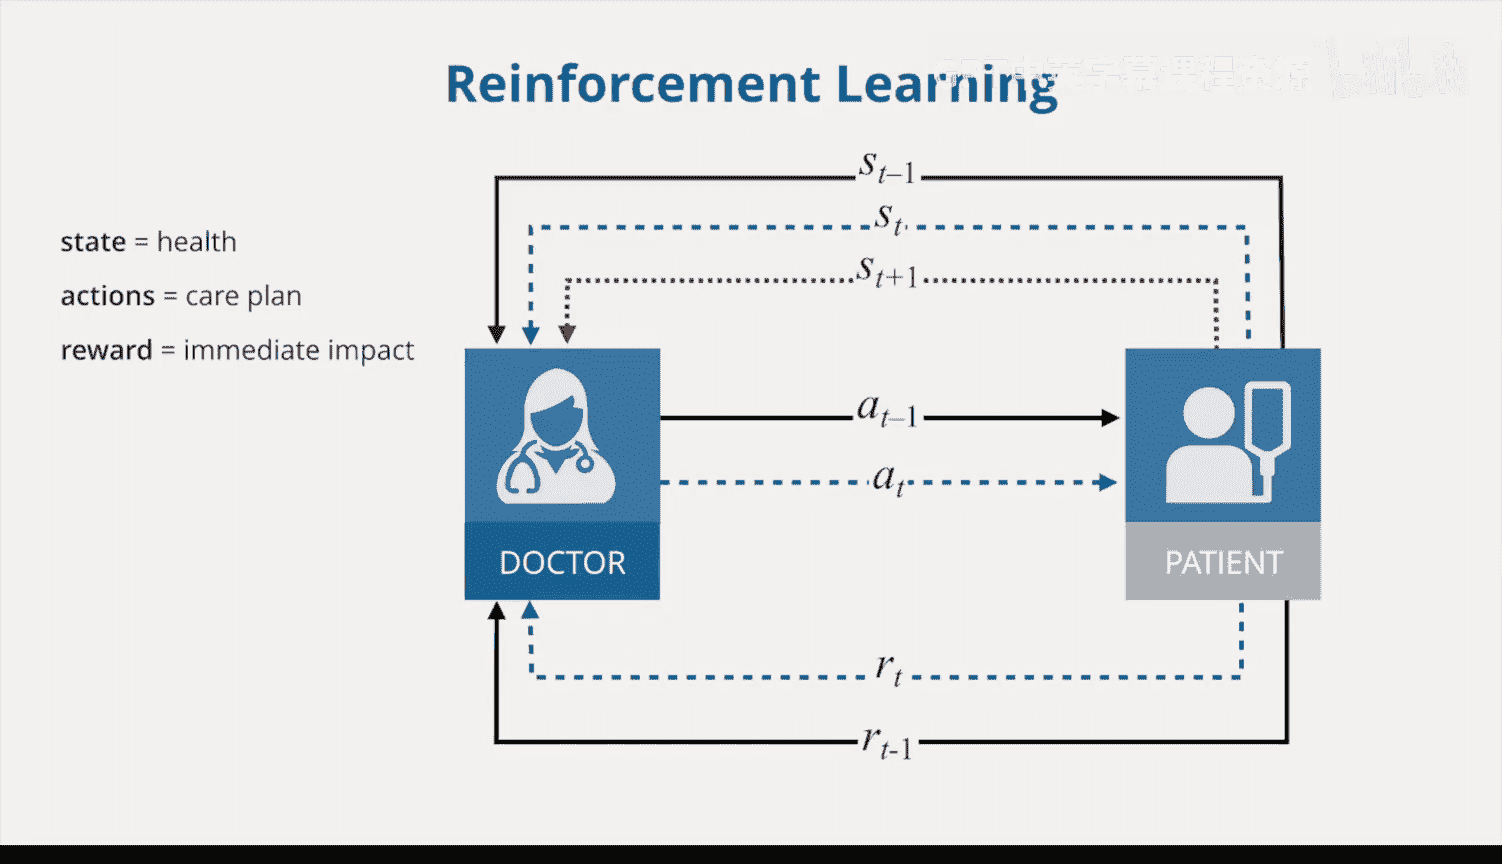 Reinforcement Learning
state = health
actions = care plan
reward = immediate impact
s_{t-1}
s_t
s_{t+1}
a_{t-1}
a_t
DOCTOR
PATIENT
r_t
r_{t-1}